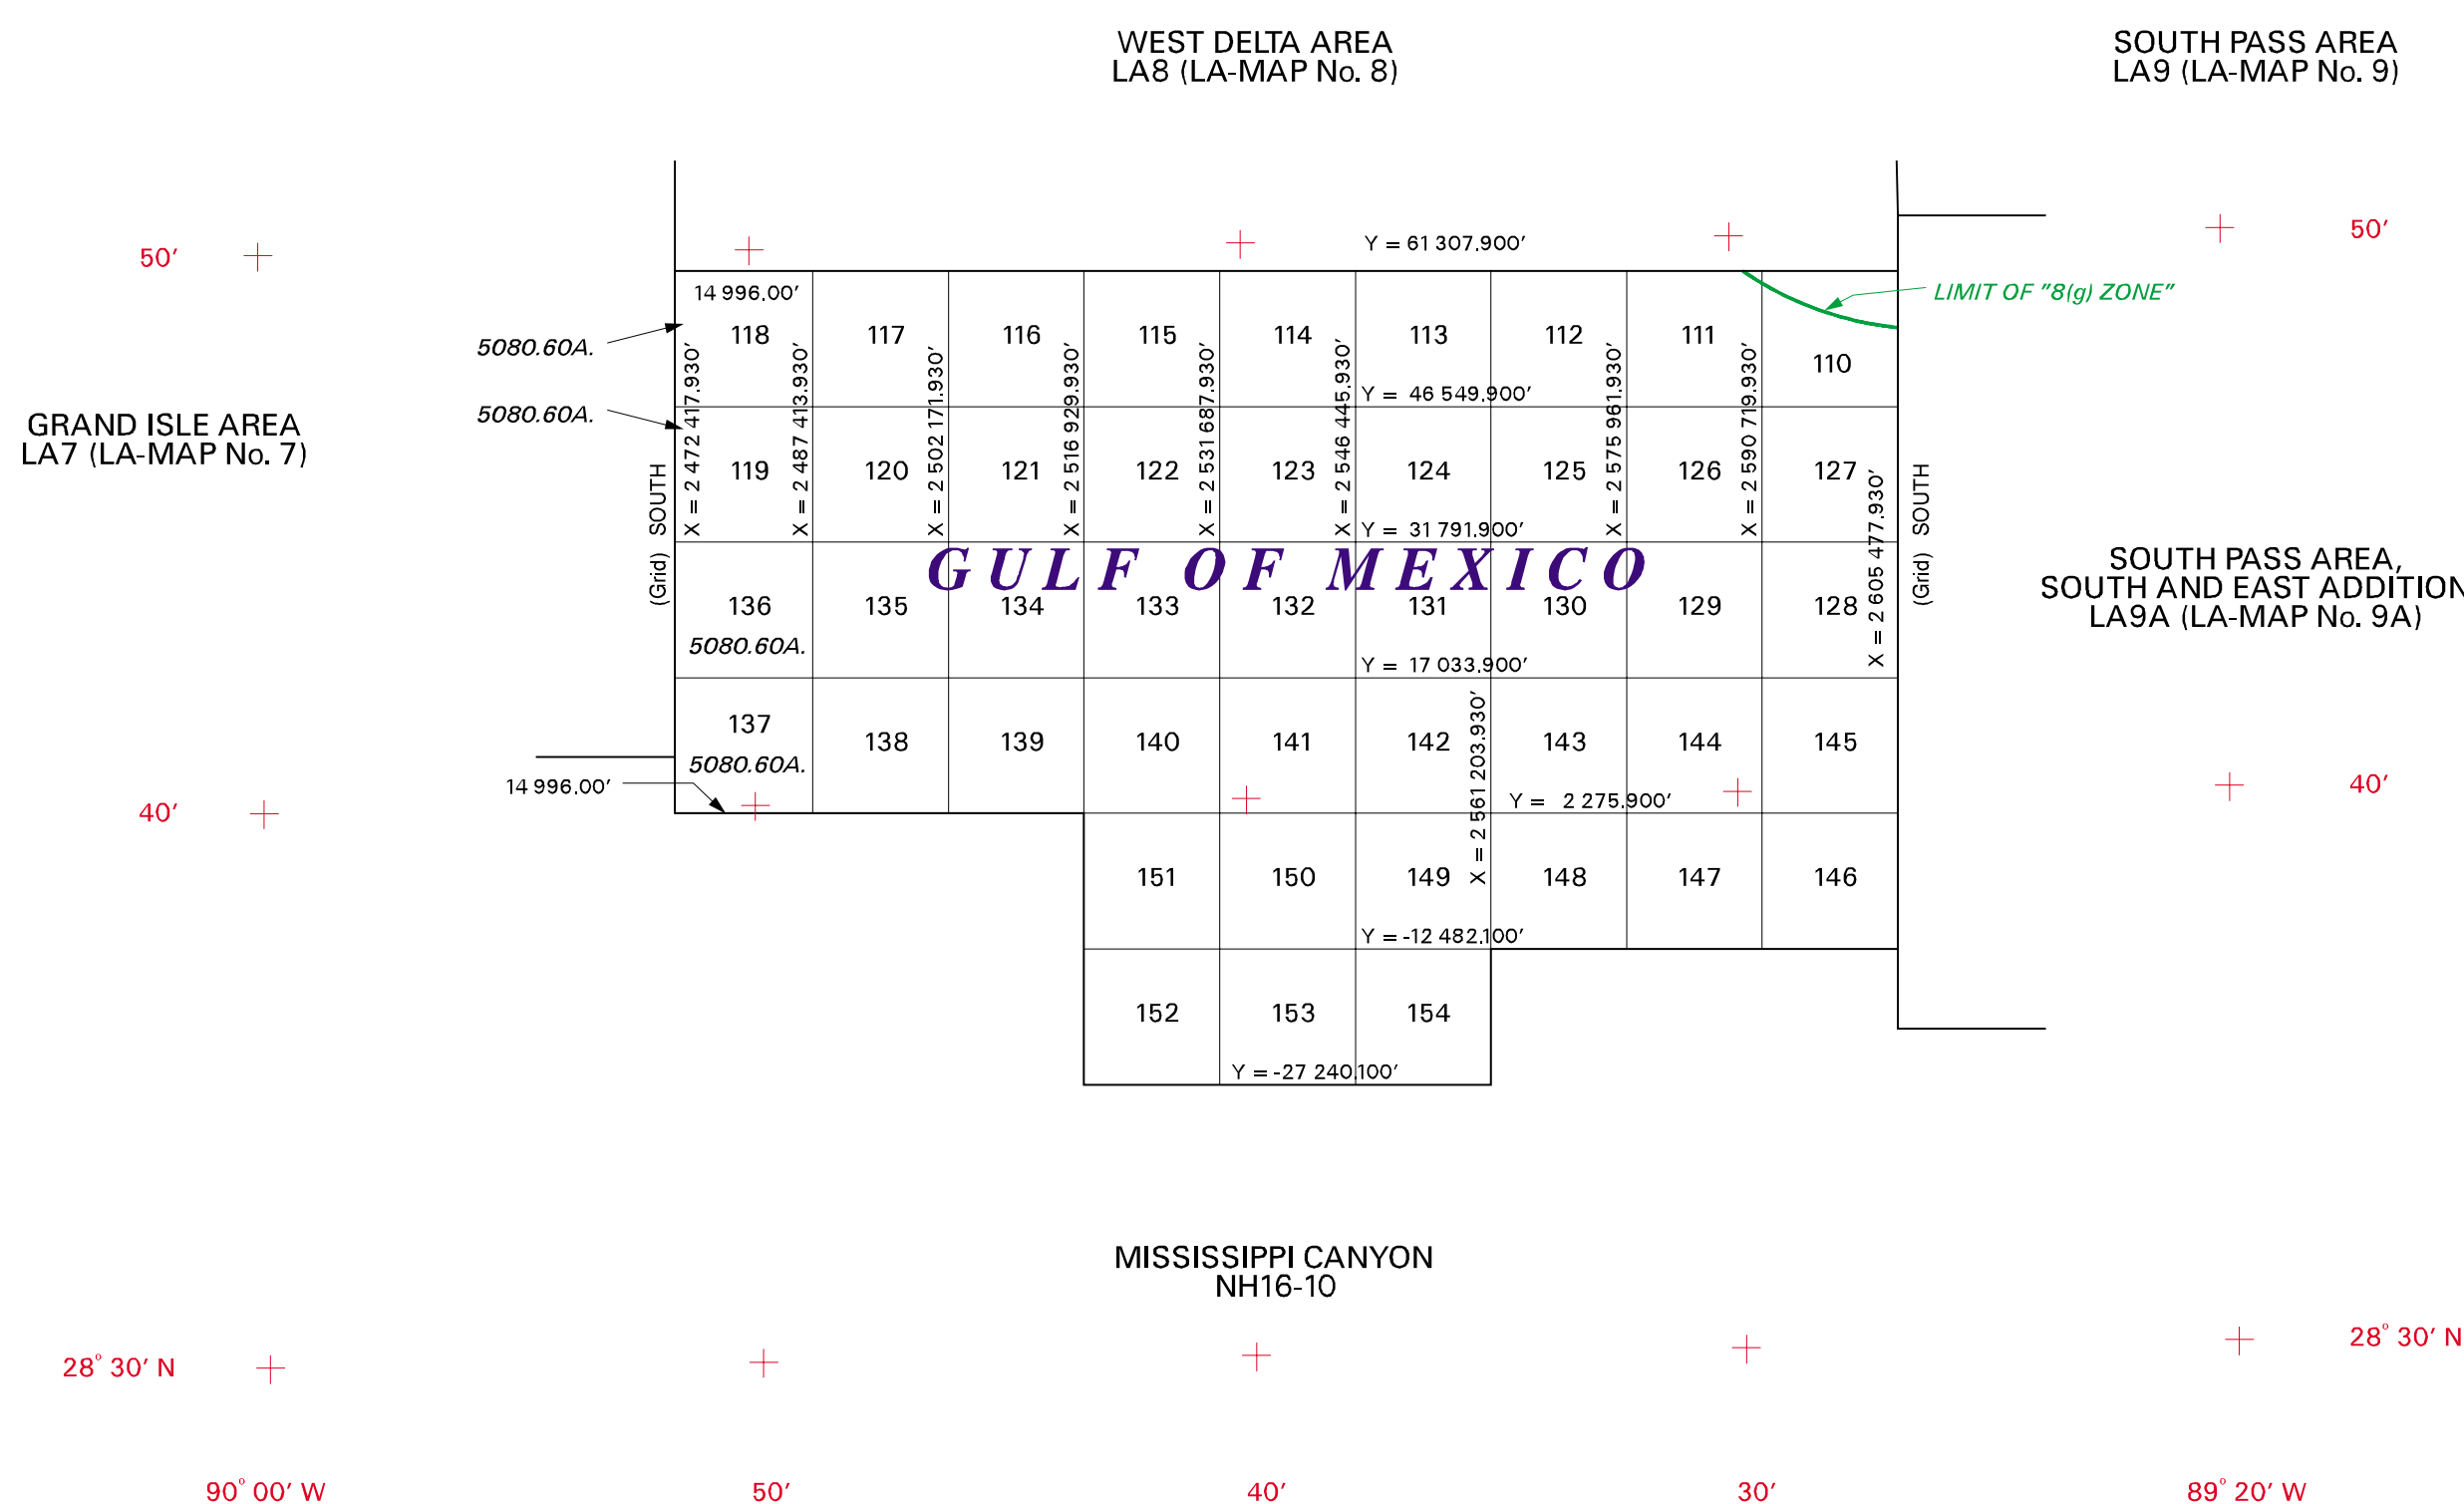 WEST DELTA AREA
LA8 (LA-MAP No. 8)
SOUTH PASS AREA
LA9 (LA-MAP No. 9)
50'
Y = 61 307.900'
50'
14 996.00'
LIMIT OF "8(g) ZONE"
5080.60A.
118
117
116
115
114
113
112
111
110
X = 2 472 417.930'
X = 2 487 413.930'
X = 2 502 171.930'
X = 2 516 929.930'
X = 2 531 687.930'
X = 2 546 445.930'
X = 2 575 961.930'
X = 2 590 719.930'
Y = 46 549.900'
5080.60A.
GRAND ISLE AREA
LA7 (LA-MAP No. 7)
119
120
121
122
123
124
125
126
127
X = 2 605 477.930'
(Grid) SOUTH
(Grid) SOUTH
Y = 31 791.900'
GULF OF MEXICO
SOUTH PASS AREA,
SOUTH AND EAST ADDITION
LA9A (LA-MAP No. 9A)
136
135
134
133
132
131
130
129
128
5080.60A.
Y = 17 033.900'
137
138
139
140
141
142
143
144
145
5080.60A.
X = 2 561 203.930'
14 996.00'
Y = 2 275.900'
40'
40'
151
150
149
148
147
146
Y = -12 482.100'
152
153
154
Y = -27 240.100'
MISSISSIPPI CANYON
NH16-10
28° 30' N
28° 30' N
90° 00' W
50'
40'
30'
89° 20' W